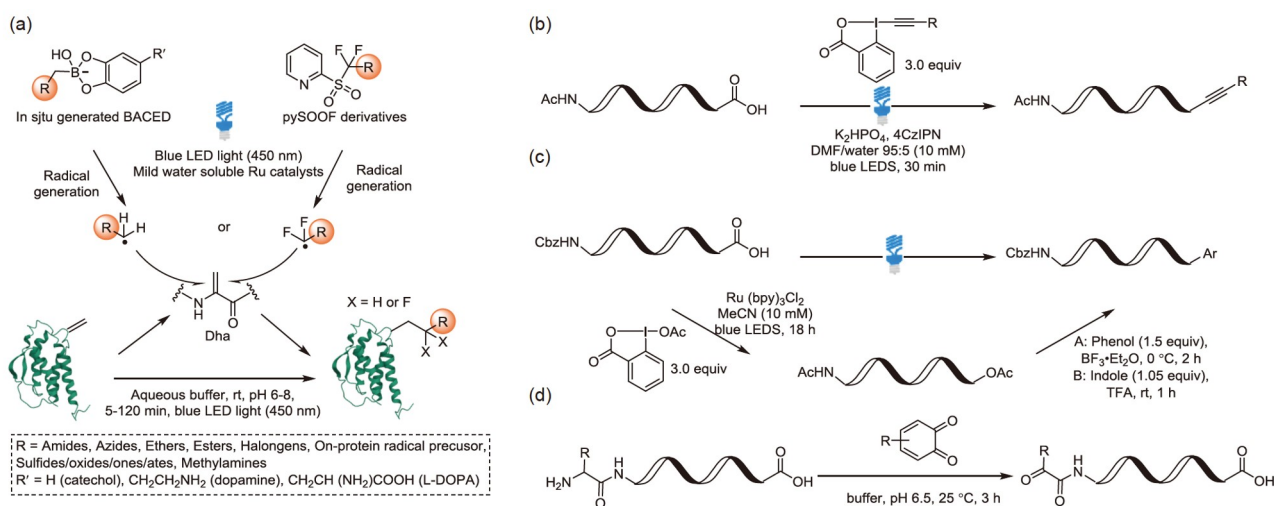 (a)
HO
B
O
O
R'
R
In sjtu generated BACED
N
F
F
R
S
O
O
pySOOF derivatives
Blue LED light (450 nm)
Mild water soluble Ru catalysts
Radical
generation
Radical
generation
R
H
H
or
F
F
R
N
H
O
Dha
X = H or F
R
X
X
Aqueous buffer, rt, pH 6-8,
5-120 min, blue LED light (450 nm)
R = Amides, Azides, Ethers, Esters, Halongens, On-protein radical precusor,
Sulfides/oxides/ones/ates, Methylamines
R' = H (catechol), CH₂CH₂NH₂ (dopamine), CH₂CH (NH₂)COOH (L-DOPA)
(b)
O
I
R
O
3.0 equiv
AcHN
O
OH
K₂HPO₄, 4CzIPN
DMF/water 95:5 (10 mM)
blue LEDS, 30 min
AcHN
R
(c)
CbzHN
O
OH
CbzHN
Ar
Ru (bpy)₃Cl₂
MeCN (10 mM)
blue LEDS, 18 h
O
I
OAc
O
3.0 equiv
AcHN
OAc
A: Phenol (1.5 equiv),
BF₃•Et₂O, 0 °C, 2 h
B: Indole (1.05 equiv),
TFA, rt, 1 h
(d)
R
H₂N
O
H
N
O
OH
R
O
O
buffer, pH 6.5, 25 °C, 3 h
R
O
O
H
N
O
OH